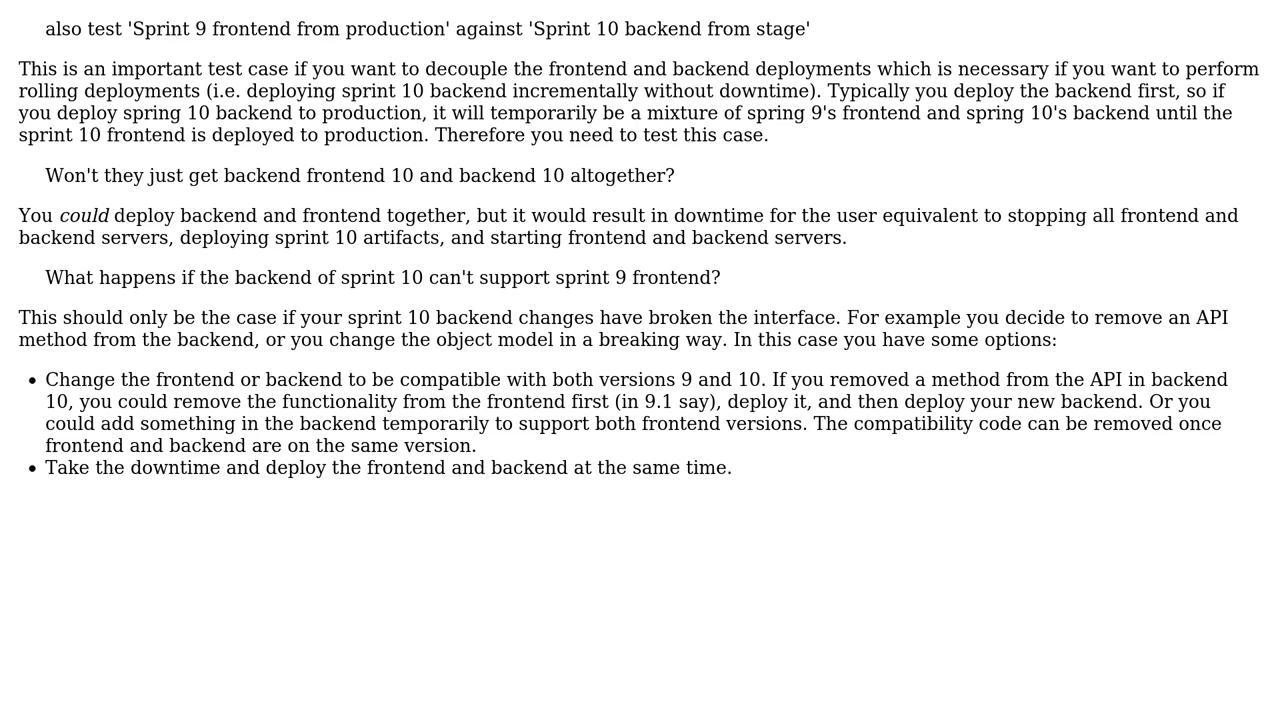 also test 'Sprint 9 frontend from production' against 'Sprint 10 backend from stage'
This is an important test case if you want to decouple the frontend and backend deployments which is necessary if you want to perform
rolling deployments (i.e. deploying sprint 10 backend incrementally without downtime). Typically you deploy the backend first, so if
you deploy spring 10 backend to production, it will temporarily be a mixture of spring 9's frontend and spring 10's backend until the
sprint 10 frontend is deployed to production. Therefore you need to test this case.
Won't they just get backend frontend 10 and backend 10 altogether?
You could deploy backend and frontend together, but it would result in downtime for the user equivalent to stopping all frontend and
backend servers, deploying sprint 10 artifacts, and starting frontend and backend servers.
What happens if the backend of sprint 10 can't support sprint 9 frontend?
This should only be the case if your sprint 10 backend changes have broken the interface. For example you decide to remove an API
method from the backend, or you change the object model in a breaking way. In this case you have some options:
• Change the frontend or backend to be compatible with both versions 9 and 10. If you removed a method from the API in backend
10, you could remove the functionality from the frontend first (in 9.1 say), deploy it, and then deploy your new backend. Or you
could add something in the backend temporarily to support both frontend versions. The compatibility code can be removed once
frontend and backend are on the same version.
• Take the downtime and deploy the frontend and backend at the same time.